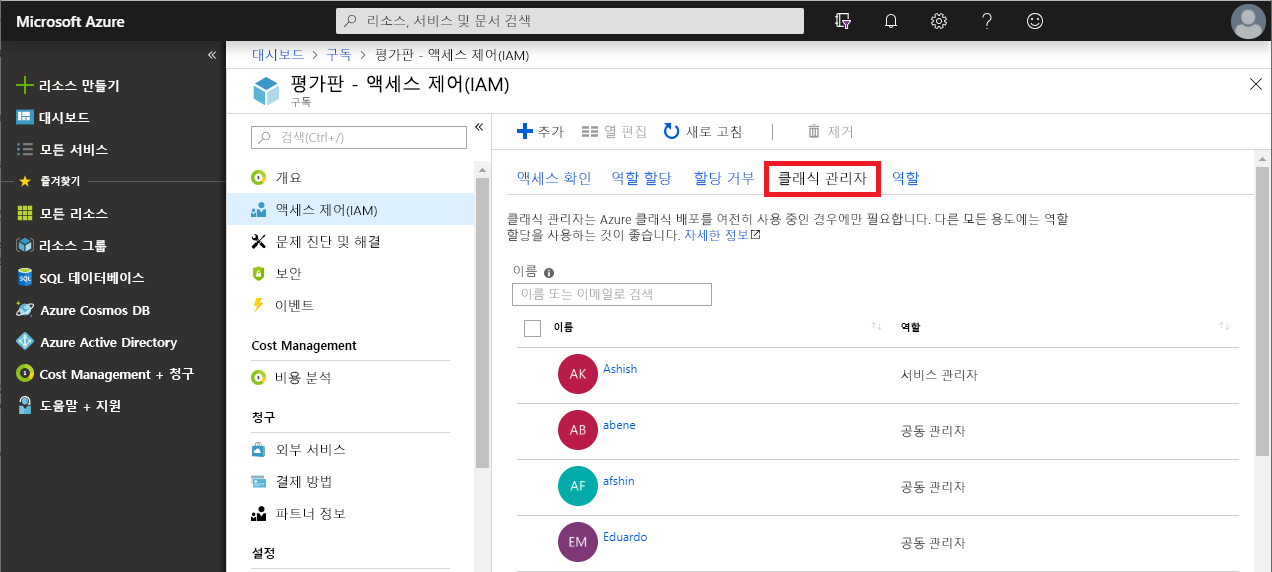 Microsoft Azure
리소스, 서비스 및 문서 검색
리소스 만들기
대시보드
모든 서비스
즐겨찾기
모든 리소스
리소스 그룹
SQL 데이터베이스
Azure Cosmos DB
Azure Active Directory
Cost Management + 청구
도움말 + 지원
대시보드 > 구독 > 평가판 - 액세스 제어(IAM)
평가판 - 액세스 제어(IAM)
구독
검색(Ctrl+/)
개요
액세스 제어(IAM)
문제 진단 및 해결
보안
이벤트
Cost Management
비용 분석
청구
외부 서비스
결제 방법
파트너 정보
설정
추가 열 편집 새로 고침 제거
액세스 확인 역할 할당 할당 거부 클래식 관리자 역할
클래식 관리자는 Azure 클래식 배포를 여전히 사용 중인 경우에만 필요합니다. 다른 모든 용도에는 역할
할당을 사용하는 것이 좋습니다. 자세한 정보
이름
이름 또는 이메일로 검색
이름 역할
AK Ashish 서비스 관리자
AB abene 공동 관리자
AF afshin 공동 관리자
EM Eduardo 공동 관리자